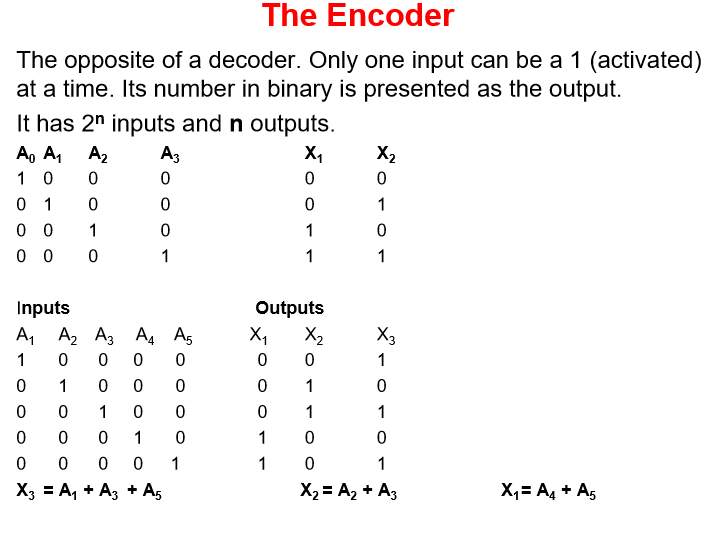 The Encoder
The opposite of a decoder. Only one input can be a 1 (activated)
at a time. Its number in binary is presented as the output.
It has 2ⁿ inputs and n outputs.
A₀ A₁ A₂ A₃ X₁ X₂
1 0 0 0 0 0
0 1 0 0 0 1
0 0 1 0 1 0
0 0 0 1 1 1
Inputs Outputs
A₁ A₂ A₃ A₄ A₅ X₁ X₂ X₃
1 0 0 0 0 0 0 1
0 1 0 0 0 0 1 0
0 0 1 0 0 0 1 1
0 0 0 1 0 1 0 0
0 0 0 0 1 1 0 1
X₃ = A₁ + A₃ + A₅ X₂ = A₂ + A₃ X₁= A₄ + A₅